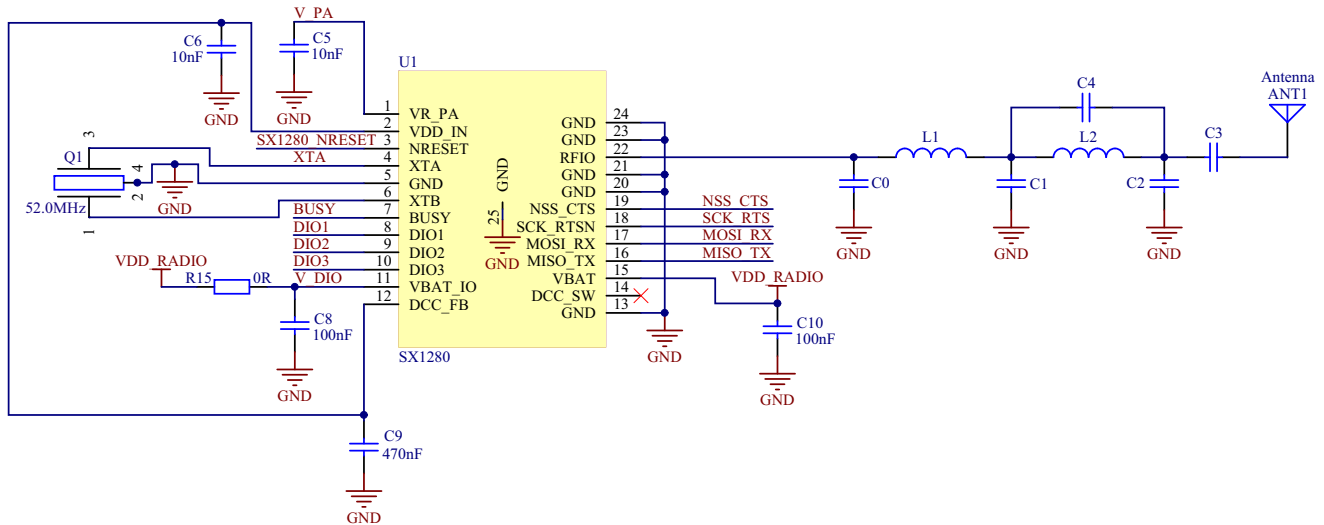 V_PA
C6
10nF
GND
C5
10nF
GND
U1
1
VR_PA
2
VDD_IN
SX1280_NRESET
3
NRESET
XTA
4
XTA
5
GND
6
XTB
BUSY
7
BUSY
DIO1
8
DIO1
DIO2
9
DIO2
DIO3
10
DIO3
V_DIO
11
VBAT_IO
12
DCC_FB
GND
25
GND
24
GND
23
GND
22
RFIO
21
GND
20
GND
19
NSS_CTS
NSS_CTS
18
SCK_RTSN
SCK_RTS
17
MOSI_RX
MOSI_RX
16
MISO_TX
MISO_TX
15
VBAT
14
DCC_SW
13
GND
SX1280
3
Q1
4
2
52.0MHz
1
GND
VDD_RADIO
R15
0R
C8
100nF
GND
C9
470nF
GND
GND
VDD_RADIO
C10
100nF
GND
L1
C0
GND
C4
L2
C1
GND
C2
GND
C3
Antenna
ANT1